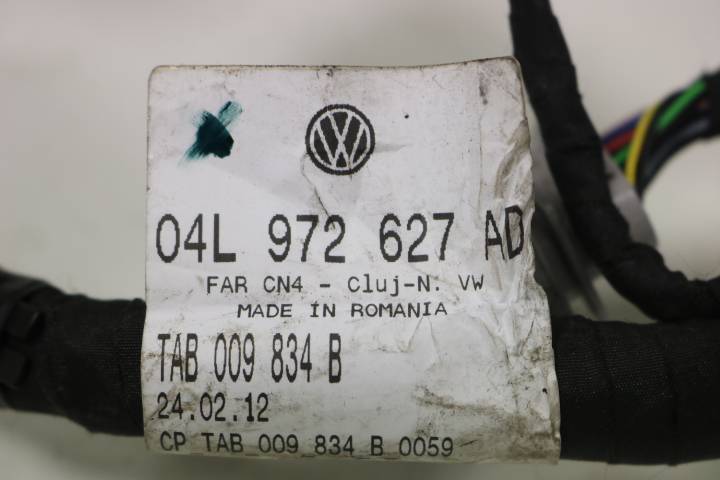 04L 972 627 AD
FAR CN4 - Cluj-N. VW
MADE IN ROMANIA
TAB 009 834 B
24.02.12
CP TAB 009 834 B 0059